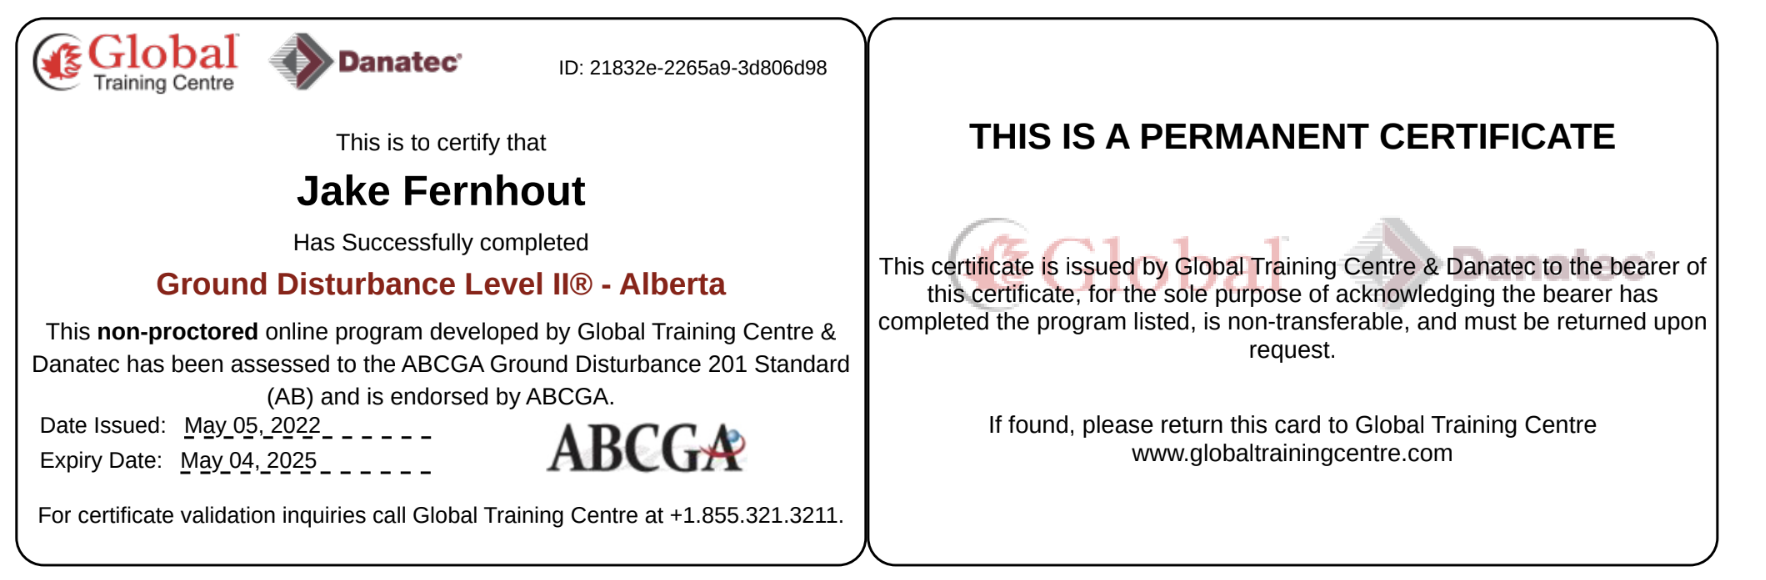 Global
Training Centre
Danatec®
ID: 21832e-2265a9-3d806d98
This is to certify that
Jake Fernhout
Has Successfully completed
Ground Disturbance Level II® - Alberta
This non-proctored online program developed by Global Training Centre &
Danatec has been assessed to the ABCGA Ground Disturbance 201 Standard
(AB) and is endorsed by ABCGA.
Date Issued: May 05, 2022
Expiry Date: May 04, 2025
ABCGA
For certificate validation inquiries call Global Training Centre at +1.855.321.3211.
THIS IS A PERMANENT CERTIFICATE
Global™
Danatec®
This certificate is issued by Global Training Centre & Danatec to the bearer of
this certificate, for the sole purpose of acknowledging the bearer has
completed the program listed, is non-transferable, and must be returned upon
request.
If found, please return this card to Global Training Centre
www.globaltrainingcentre.com